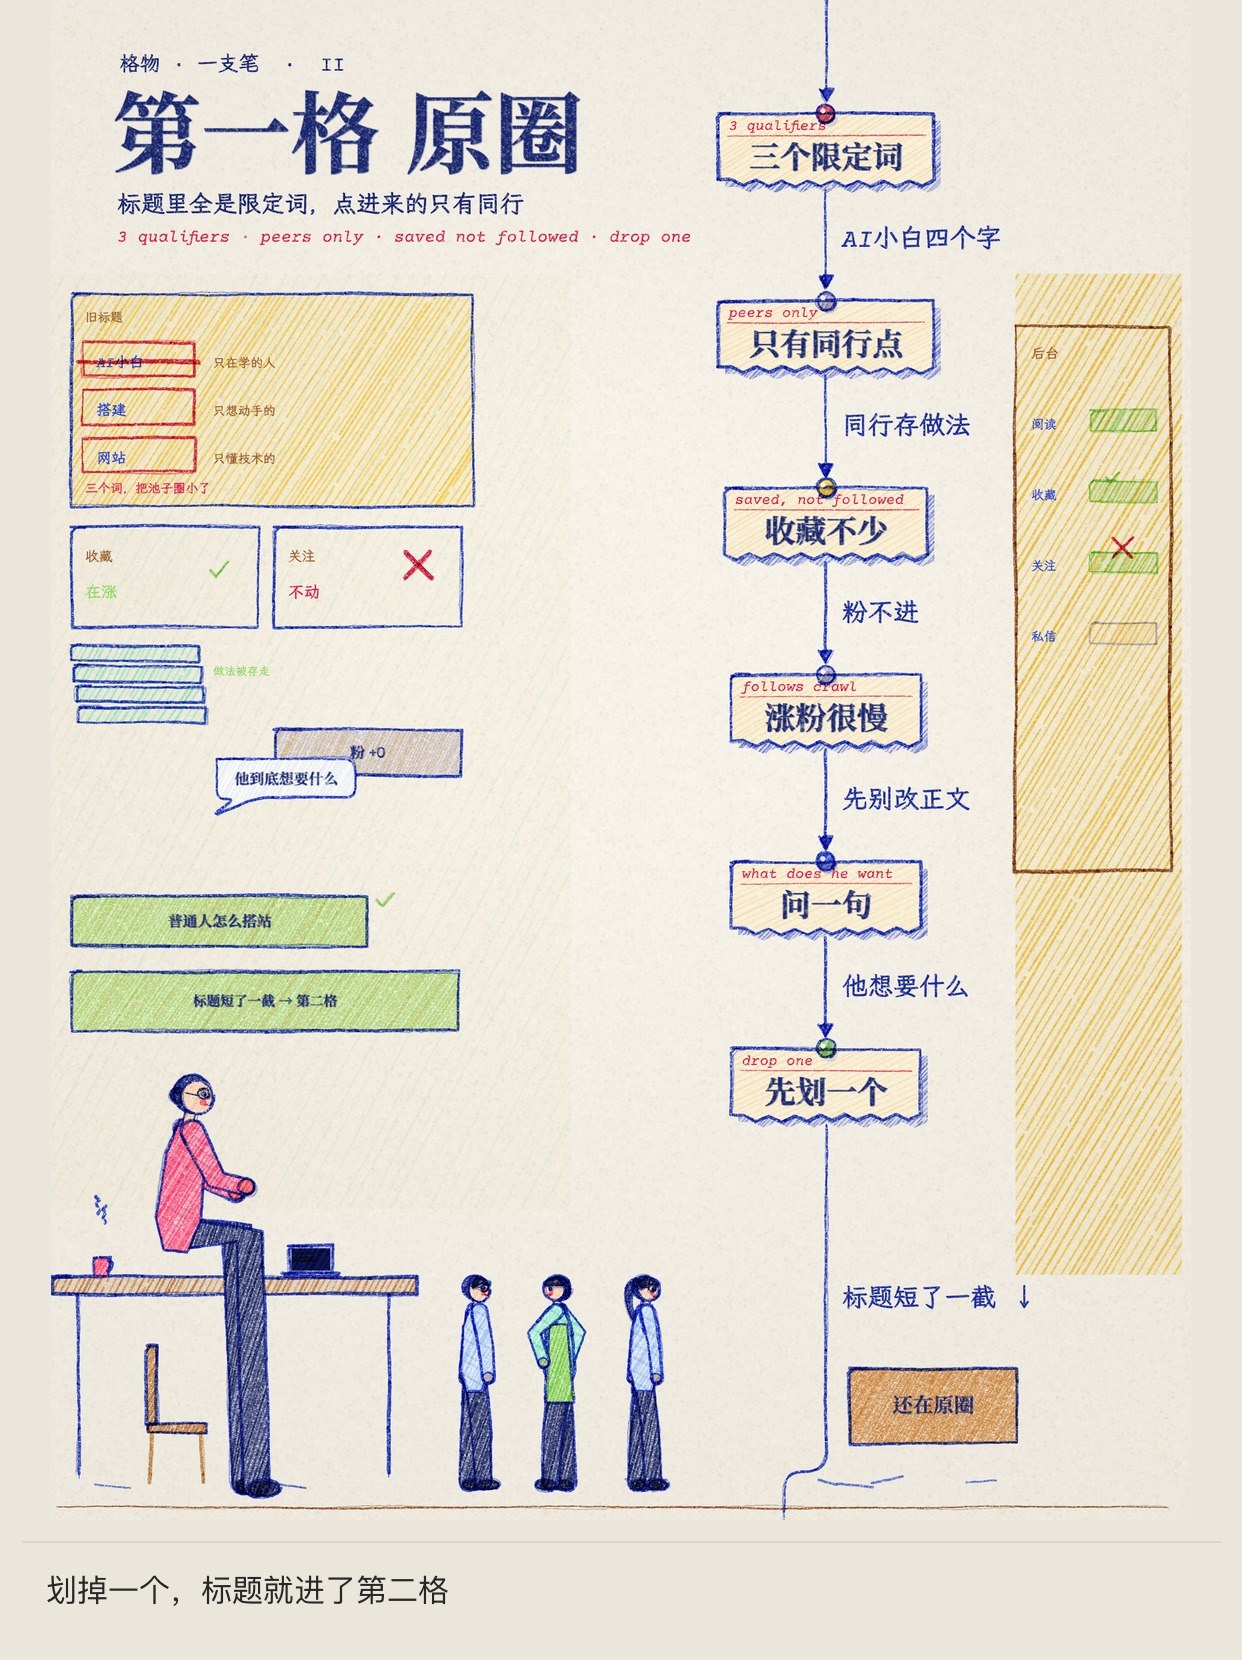 格物 · 一支笔 · II
第一格 原圈
标题里全是限定词，点进来的只有同行
3 qualifiers · peers only · saved not followed · drop one
旧标题
AI小白
只在学的人
搭建
只想动手的
网站
只懂技术的
三个词，把池子圈小了
收藏
在涨
关注
不动
做法被存走
粉 +0
他到底想要什么
普通人怎么搭站
标题短了一截 → 第二格
3 qualifiers
三个限定词
AI小白四个字
peers only
只有同行点
同行存做法
saved, not followed
收藏不少
粉不进
follows crawl
涨粉很慢
先别改正文
what does he want
问一句
他想要什么
drop one
先划一个
标题短了一截 ↓
还在原圈
后台
阅读
收藏
关注
私信
划掉一个，标题就进了第二格